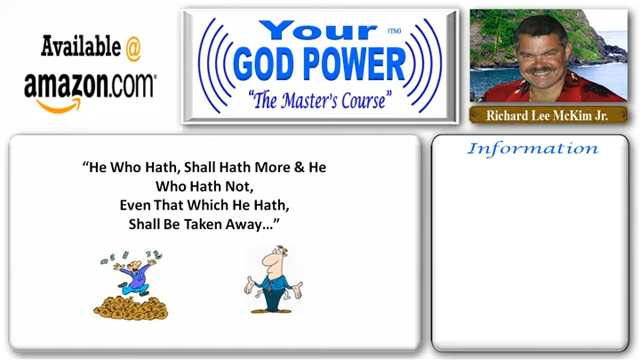 Available @
amazon.com
Your (TM)
GOD POWER
"The Master's Course"
Richard Lee McKim Jr.
"He Who Hath, Shall Hath More & He
Who Hath Not,
Even That Which He Hath,
Shall Be Taken Away..."
Information